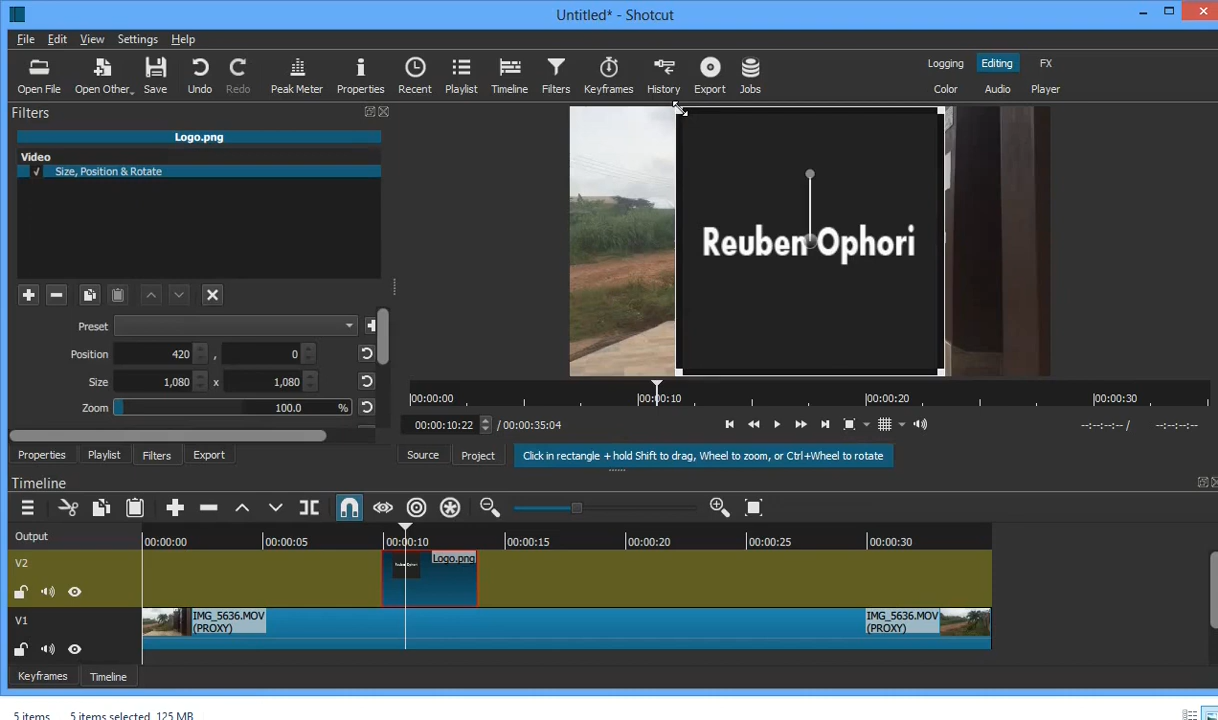 Untitled* - Shotcut
File Edit View Settings Help
Open File Open Other Save Undo Redo Peak Meter Properties Recent Playlist Timeline Filters Keyframes History Export Jobs
Logging Editing FX
Color Audio Player
Filters
Logo.png
Video
Size, Position & Rotate
Reuben Ophori
Preset
Position 420 , 0
Size 1,080 x 1,080
Zoom 100.0 %
00:00:00 00:00:10 00:00:20 00:00:30
00:00:10:22 / 00:00:35:04 --:--:--:-- / --:--:--:--
Properties Playlist Filters Export
Source Project Click in rectangle + hold Shift to drag, Wheel to zoom, or Ctrl+Wheel to rotate
Timeline
Output 00:00:00 00:00:05 00:00:10 00:00:15 00:00:20 00:00:25 00:00:30
V2
Reuben Ophori
Logo.png
V1
IMG_5636.MOV
(PROXY)
IMG_5636.MOV
(PROXY)
Keyframes Timeline
5 items 5 items selected 125 MB